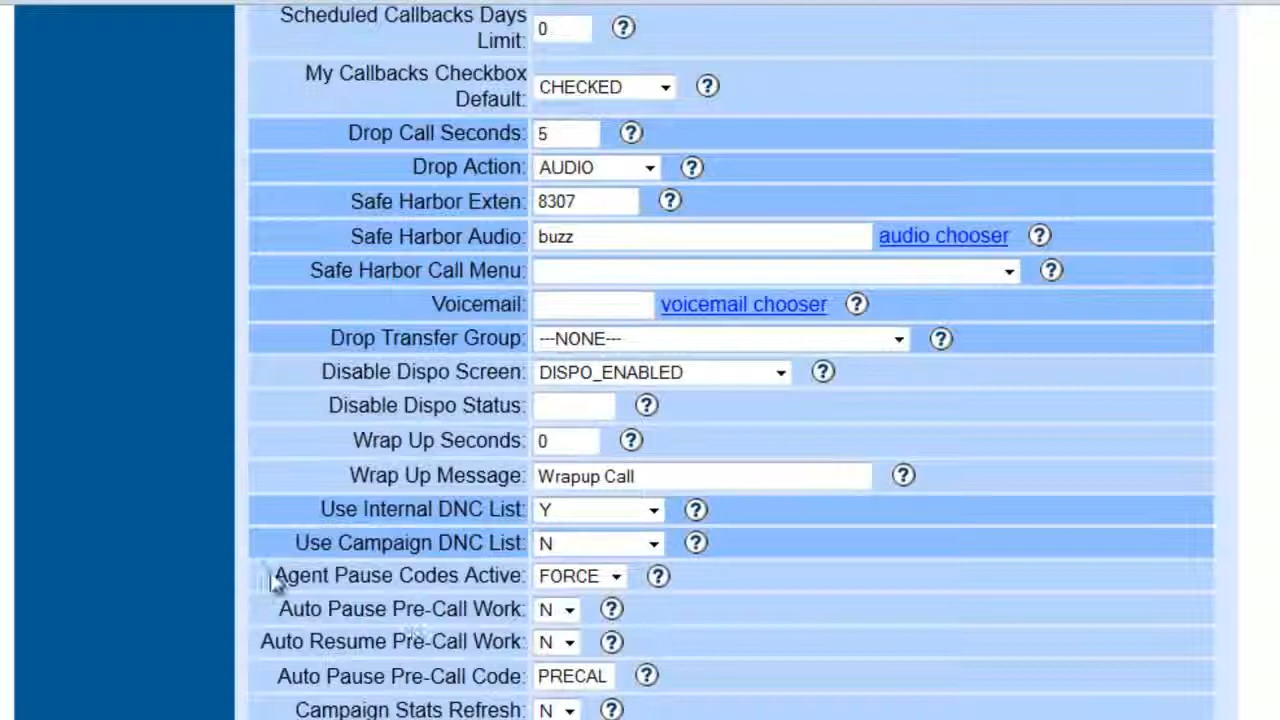 Scheduled Callbacks Days
Limit: 0 ?
My Callbacks Checkbox
Default: CHECKED ?
Drop Call Seconds: 5 ?
Drop Action: AUDIO ?
Safe Harbor Exten: 8307 ?
Safe Harbor Audio: buzz audio chooser ?
Safe Harbor Call Menu: ?
Voicemail: voicemail chooser ?
Drop Transfer Group: ---NONE--- ?
Disable Dispo Screen: DISPO_ENABLED ?
Disable Dispo Status: ?
Wrap Up Seconds: 0 ?
Wrap Up Message: Wrapup Call ?
Use Internal DNC List: Y ?
Use Campaign DNC List: N ?
Agent Pause Codes Active: FORCE ?
Auto Pause Pre-Call Work: N ?
Auto Resume Pre-Call Work: N ?
Auto Pause Pre-Call Code: PRECAL ?
Campaign Stats Refresh: N ?